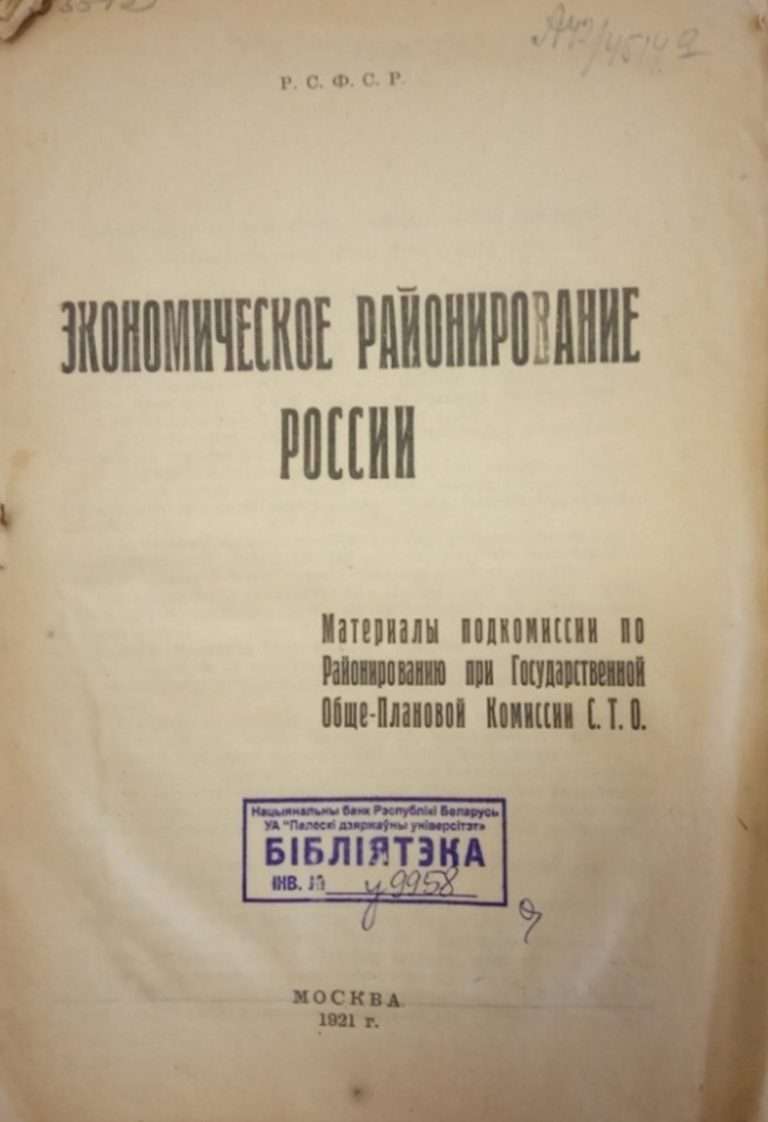 Р. С. Ф. С. Р.
ЭКОНОМИЧЕСКОЕ РАЙОНИРОВАНИЕ
РОССИИ
Материалы подкомиссии по
Районированию при Государственной
Обще-Плановой Комиссии С. Т. О.
Нацыянальны банк Рэспублікі Беларусь
УА "Палескі дзяржаўны універсітэт"
БІБЛІЯТЭКА
ІНВ. № у9958
МОСКВА
1921 г.